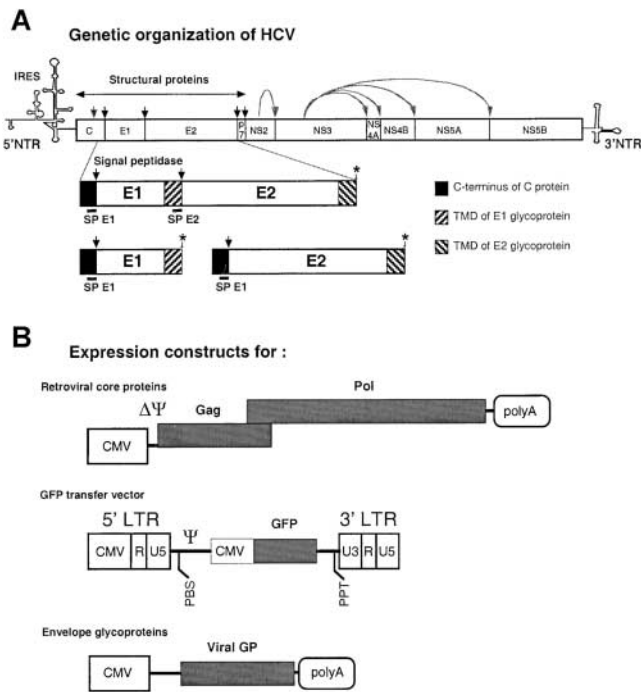 A
Genetic organization of HCV
IRES
Structural proteins
5'NTR
C E1 E2 P7 NS2 NS3 NS4A NS4B NS5A NS5B
3'NTR
Signal peptidase
*
E1 E2
SP E1 SP E2
C-terminus of C protein
TMD of E1 glycoprotein
TMD of E2 glycoprotein
* *
E1 E2
SP E1 SP E1
B
Expression constructs for :
Retroviral core proteins
Pol
ΔΨ Gag
CMV polyA
GFP transfer vector
5' LTR Ψ GFP 3' LTR
CMV R U5 CMV U3 R U5
PBS PPT
Envelope glycoproteins
Viral GP
CMV polyA